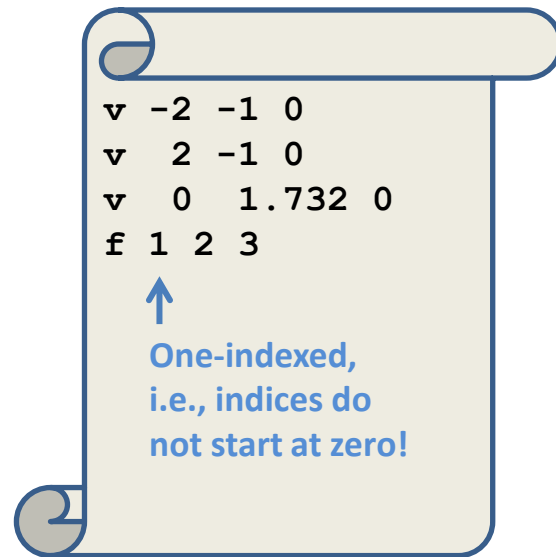 v -2 -1 0
v 2 -1 0
v 0 1.732 0
f 1 2 3
One-indexed,
i.e., indices do
not start at zero!